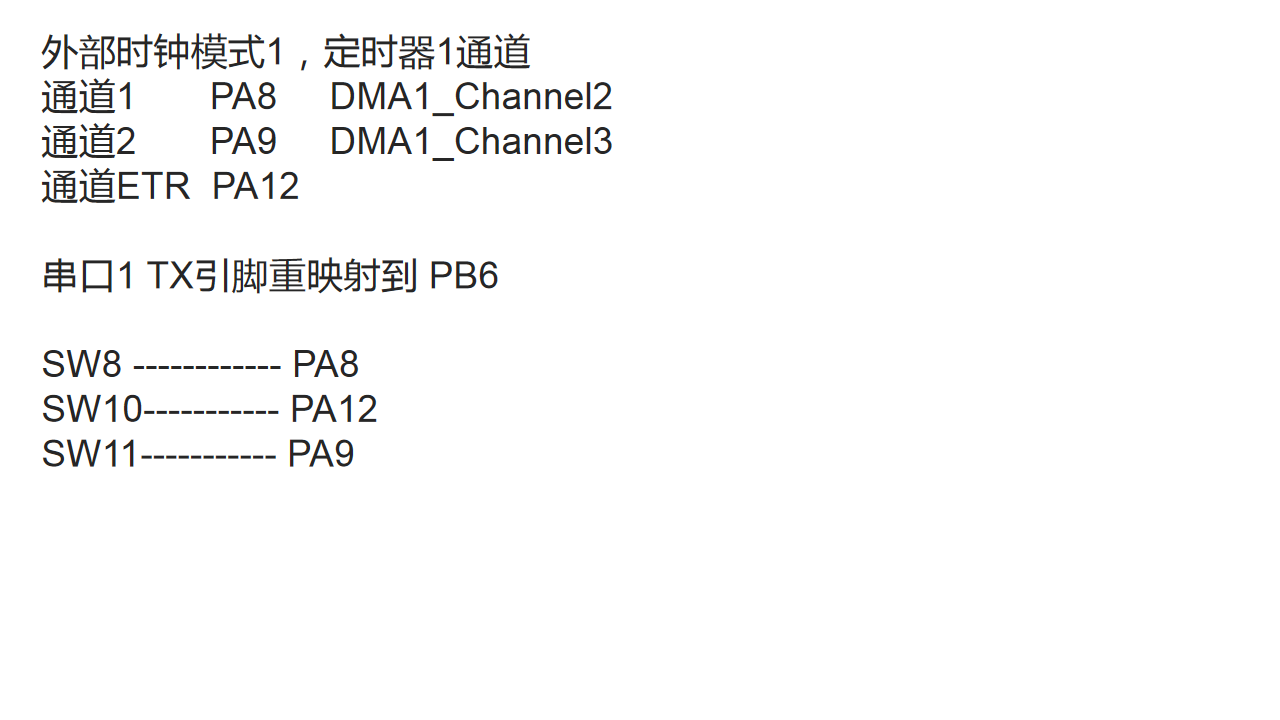 外部时钟模式1，定时器1通道
通道1 PA8 DMA1_Channel2
通道2 PA9 DMA1_Channel3
通道ETR PA12
串口1 TX引脚重映射到 PB6
SW8 ------------ PA8
SW10----------- PA12
SW11----------- PA9